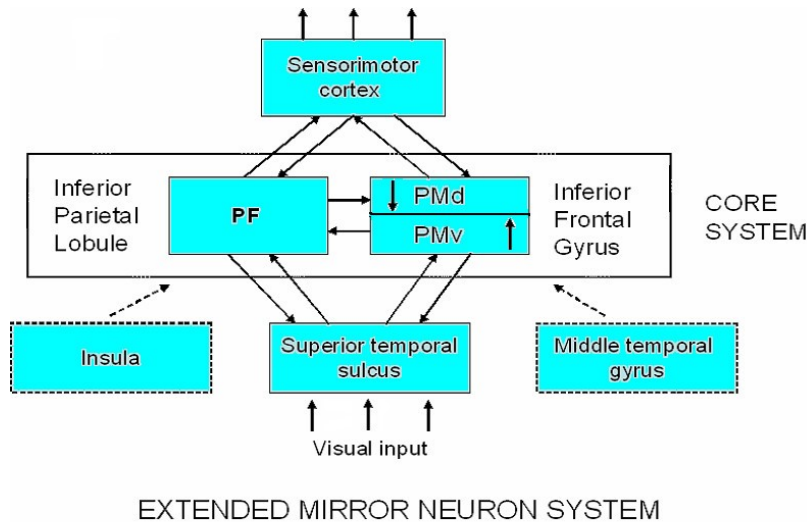 Sensorimotor
cortex
Inferior
Parietal
Lobule
PF
PMd
PMv
Inferior
Frontal
Gyrus
CORE
SYSTEM
Insula
Superior temporal
sulcus
Middle temporal
gyrus
Visual input
EXTENDED MIRROR NEURON SYSTEM